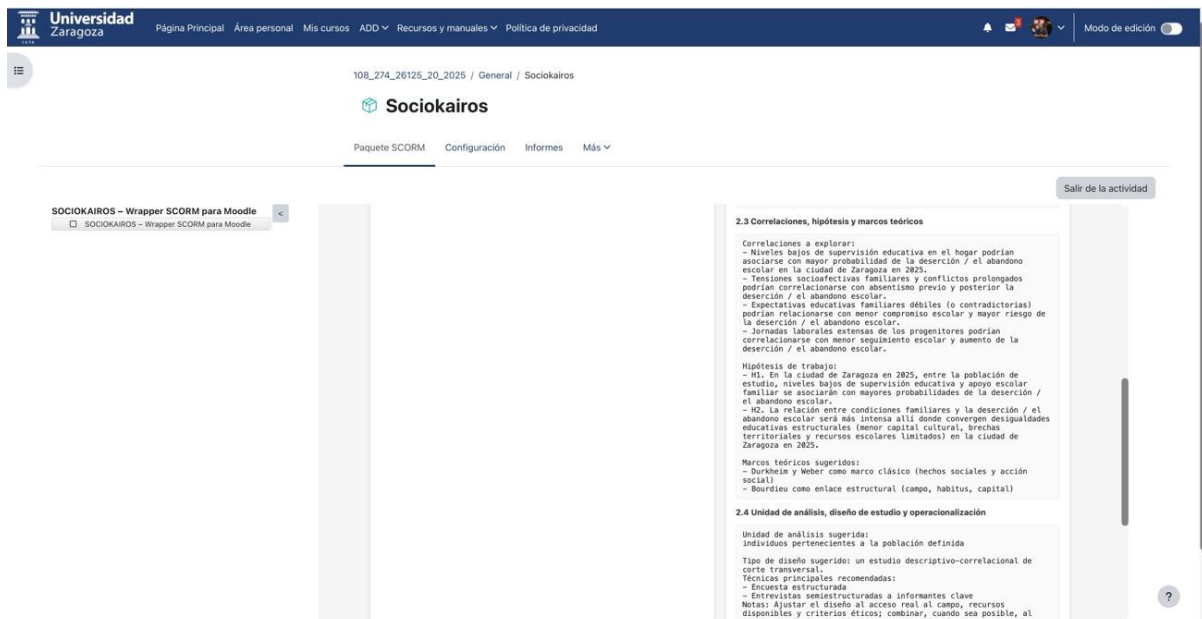 Universidad
Zaragoza
1474
Página Principal Área personal Mis cursos ADD Recursos y manuales Política de privacidad
3
Modo de edición
108_274_26125_20_2025 / General / Sociokairos
Sociokairos
Paquete SCORM Configuración Informes Más
Salir de la actividad
SOCIOKAIROS – Wrapper SCORM para Moodle
<
SOCIOKAIROS – Wrapper SCORM para Moodle
2.3 Correlaciones, hipótesis y marcos teóricos
Correlaciones a explorar:
– Niveles bajos de supervisión educativa en el hogar podrían
asociarse con mayor probabilidad de la deserción / el abandono
escolar en la ciudad de Zaragoza en 2025.
– Tensiones socioafectivas familiares y conflictos prolongados
podrían correlacionarse con absentismo previo y posterior la
deserción / el abandono escolar.
– Expectativas educativas familiares débiles (o contradictorias)
podrían relacionarse con menor compromiso escolar y mayor riesgo de
la deserción / el abandono escolar.
– Jornadas laborales extensas de los progenitores podrían
correlacionarse con menor seguimiento escolar y aumento de la
deserción / el abandono escolar.
Hipótesis de trabajo:
– H1. En la ciudad de Zaragoza en 2025, entre la población de
estudio, niveles bajos de supervisión educativa y apoyo escolar
familiar se asociarán con mayores probabilidades de la deserción /
el abandono escolar.
– H2. La relación entre condiciones familiares y la deserción / el
abandono escolar será más intensa allí donde convergen desigualdades
educativas estructurales (menor capital cultural, brechas
territoriales y recursos escolares limitados) en la ciudad de
Zaragoza en 2025.
Marcos teóricos sugeridos:
– Durkheim y Weber como marco clásico (hechos sociales y acción
social)
– Bourdieu como enlace estructural (campo, habitus, capital)
2.4 Unidad de análisis, diseño de estudio y operacionalización
Unidad de análisis sugerida:
individuos pertenecientes a la población definida
Tipo de diseño sugerido: un estudio descriptivo-correlacional de
corte transversal.
Técnicas principales recomendadas:
– Encuesta estructurada
– Entrevistas semiestructuradas a informantes clave
Notas: Ajustar el diseño al acceso real al campo, recursos
disponibles y criterios éticos; combinar, cuando sea posible, al
?